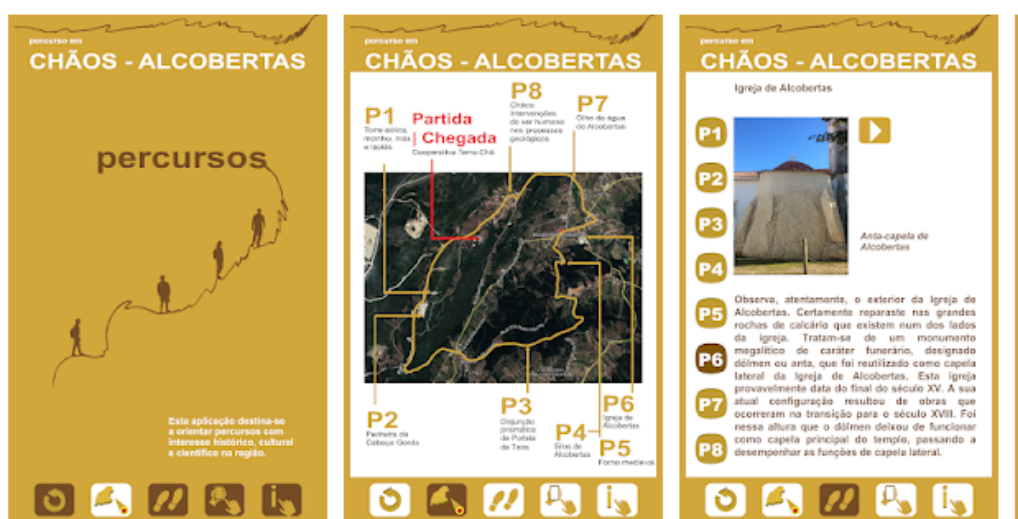 percurso em
CHÃOS - ALCOBERTAS
percursos
Esta aplicação destina-se
a orientar percursos com
interesse histórico, cultural
e científico na região.
percurso em
CHÃOS - ALCOBERTAS
P1
Torre eólica,
moinho, mós
e lapiás
Partida
| Chegada
Cooperativa Terra Chã
P8
Chãos:
Intervenções
do ser humano
nos processos
geológicos
P7
Olho de água
de Alcobertas
P2
Pedreira da
Cabeça Gorda
P3
Disjunção
prismática
de Portela
de Teira
P4
Silos de
Alcobertas
P5
Forno medieval
P6
Igreja de
Alcobertas
percurso em
CHÃOS - ALCOBERTAS
Igreja de Alcobertas
P1
P2
P3
P4
P5
P6
P7
P8
Anta-capela de
Alcobertas
Observa, atentamente, o exterior da Igreja de
Alcobertas. Certamente reparaste nas grandes
rochas de calcário que existem num dos lados
da igreja. Tratam-se de um monumento
megalítico de caráter funerário, designado
dólmen ou anta, que foi reutilizado como capela
lateral da Igreja de Alcobertas. Esta igreja
provavelmente data do final do século XV. A sua
atual configuração resultou de obras que
ocorreram na transição para o século XVIII. Foi
nessa altura que o dólmen deixou de funcionar
como capela principal do templo, passando a
desempenhar as funções de capela lateral.